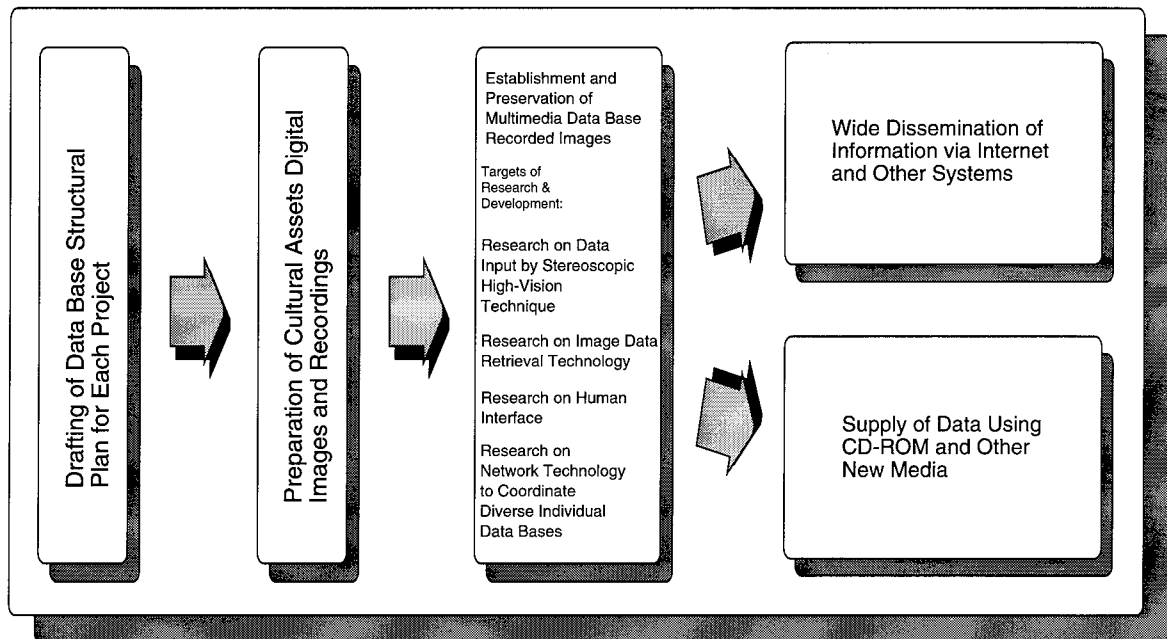 Drafting of Data Base Structural
Plan for Each Project
Preparation of Cultural Assets Digital
Images and Recordings
Establishment and
Preservation of
Multimedia Data Base
Recorded Images
Targets of
Research &
Development:
Research on Data
Input by Stereoscopic
High-Vision
Technique
Research on Image Data
Retrieval Technology
Research on Human
Interface
Research on
Network Technology
to Coordinate
Diverse Individual
Data Bases
Wide Dissemination of
Information via Internet
and Other Systems
Supply of Data Using
CD-ROM and Other
New Media